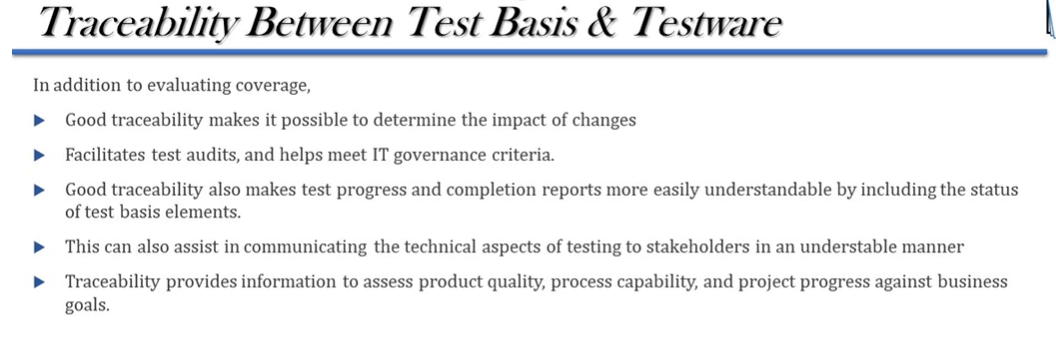 Traceability Between Test Basis & Testware
In addition to evaluating coverage,
Good traceability makes it possible to determine the impact of changes
Facilitates test audits, and helps meet IT governance criteria.
Good traceability also makes test progress and completion reports more easily understandable by including the status
of test basis elements.
This can also assist in communicating the technical aspects of testing to stakeholders in an understable manner
Traceability provides information to assess product quality, process capability, and project progress against business
goals.